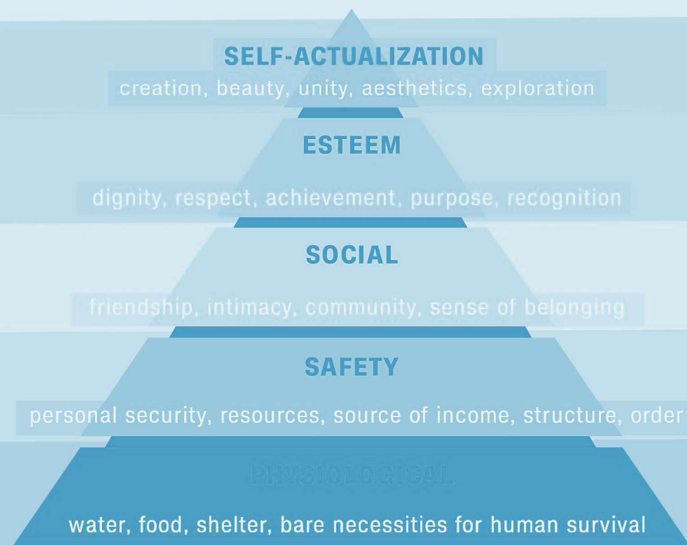 SELF-ACTUALIZATION
creation, beauty, unity, aesthetics, exploration
ESTEEM
dignity, respect, achievement, purpose, recognition
SOCIAL
friendship, intimacy, community, sense of belonging
SAFETY
personal security, resources, source of income, structure, order
PHYSIOLOGICAL
water, food, shelter, bare necessities for human survival